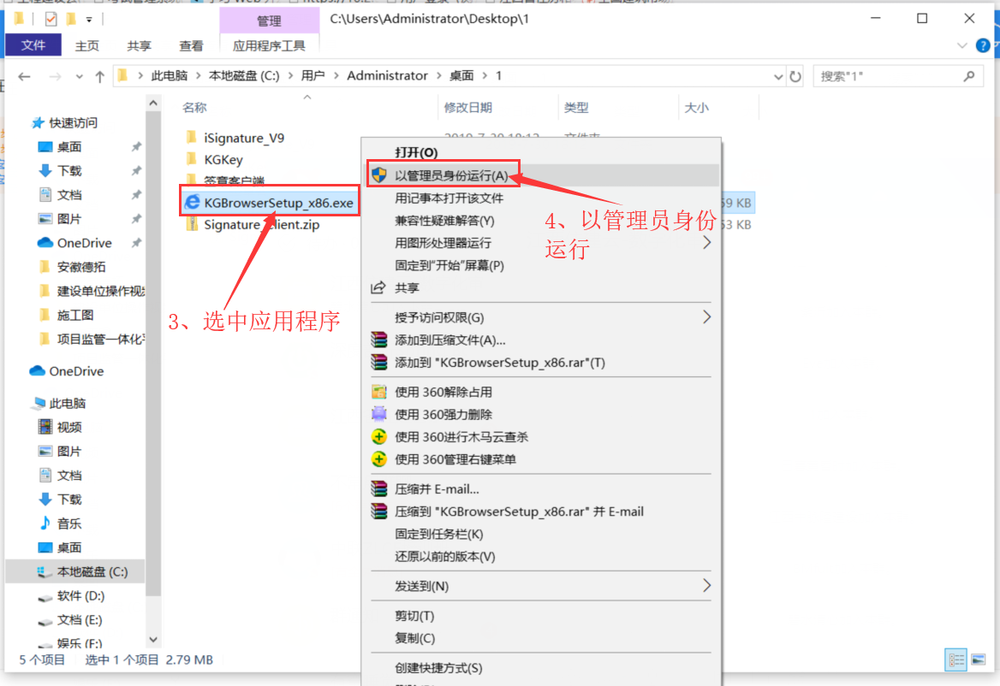 管理
C:\Users\Administrator\Desktop\1
文件
主页
共享
查看
应用程序工具
此电脑
本地磁盘 (C:)
用户
Administrator
桌面
1
搜索"1"
名称
修改日期
类型
大小
快速访问
桌面
下载
文档
图片
OneDrive
安徽德拓
建设单位操作视
施工图
项目监管一体化
OneDrive
此电脑
视频
图片
文档
下载
音乐
桌面
本地磁盘 (C:)
软件 (D:)
文档 (E:)
娱乐 (F:)
iSignature_V9
KGKey
签章客户端
KGBrowserSetup_x86.exe
59 KB
53 KB
3、选中应用程序
打开(O)
以管理员身份运行(A)
用记事本打开该文件
兼容性疑难解答(Y)
用图形处理器运行
固定到"开始"屏幕(P)
共享
授予访问权限(G)
添加到压缩文件(A)...
添加到 "KGBrowserSetup_x86.rar"(T)
使用 360解除占用
使用 360强力删除
使用 360进行木马云查杀
使用 360管理右键菜单
压缩并 E-mail...
压缩到 "KGBrowserSetup_x86.rar" 并 E-mail
固定到任务栏(K)
还原以前的版本(V)
发送到(N)
剪切(T)
复制(C)
创建快捷方式(S)
4、以管理员身份
运行
5 个项目
选中 1 个项目 2.79 MB